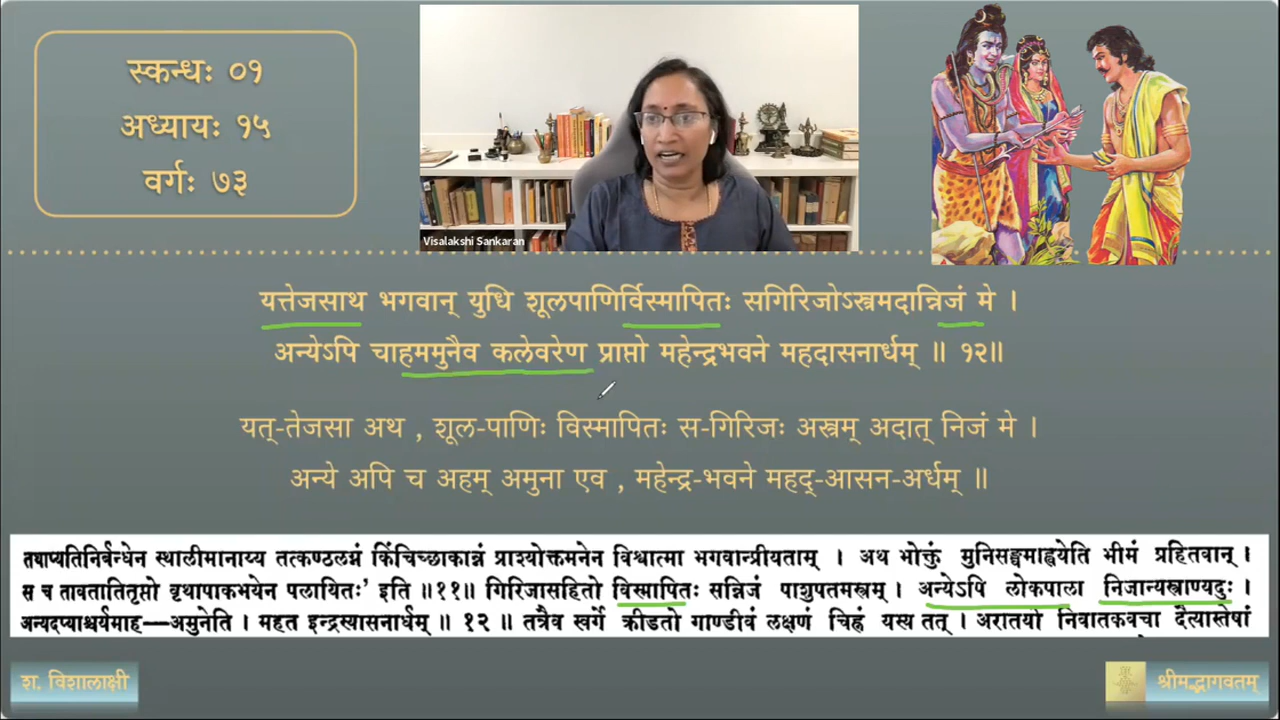 स्कन्धः ०१
अध्यायः १५
वर्गः ७३
Visalakshi Sankaran
यत्तेजसाथ भगवान् युधि शूलपाणिर्विस्मापितः सगिरिजोऽस्त्रमदान्निजं मे ।
अन्येऽपि चाहममुनैव कलेवरेण प्राप्तो महेन्द्रभवने महदासनार्धम् ॥ १२॥
यत्-तेजसा अथ , शूल-पाणिः विस्मापितः स-गिरिजः अस्त्रम् अदात् निजं मे ।
अन्ये अपि च अहम् अमुना एव , महेन्द्र-भवने महद्-आसन-अर्धम् ॥
तथाप्यतिनिर्बन्धेन स्थालीमानाय्य तत्कण्ठलग्नं किंचिच्छाकान्नं प्राश्योक्तमनेन विश्वात्मा भगवान्प्रीयताम् । अथ भोक्तुं मुनिसङ्घमाह्वयेति भीमं प्रहितवान् ।
स च तावतातितृप्तो वृथापाकभयेन पलायितः’ इति ॥११॥ गिरिजासहितो विस्मापितः सन्निजं पाशुपतमस्त्रम् । अन्येऽपि लोकपाला निजान्यस्त्राण्यदुः ।
अन्यदप्याश्चर्यमाह—अमुनेति । महत इन्द्रस्यासनार्धम् ॥ १२ ॥ तत्रैव स्वर्गे क्रीडतो गाण्डीवं लक्षणं चिह्नं यस्य तत् । अरातयो निवातकवचा दैत्यास्तेषां
श. विशालाक्षी
श्रीमद्भागवतम्